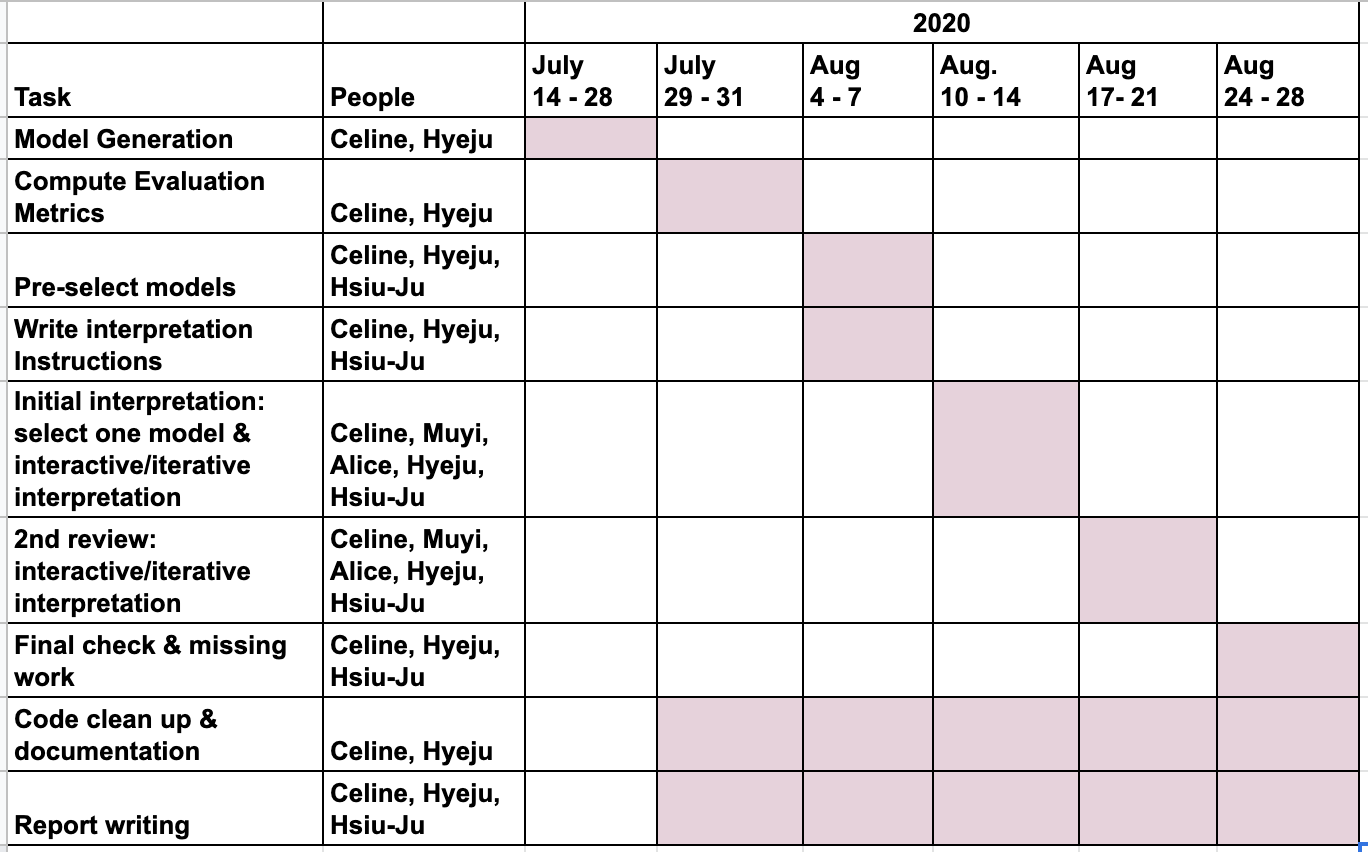 2020
Task
People
July
14 - 28
July
29 - 31
Aug
4 - 7
Aug.
10 - 14
Aug
17- 21
Aug
24 - 28
Model Generation
Celine, Hyeju
Compute Evaluation
Metrics
Celine, Hyeju
Pre-select models
Celine, Hyeju,
Hsiu-Ju
Write interpretation
Instructions
Celine, Hyeju,
Hsiu-Ju
Initial interpretation:
select one model &
interactive/iterative
interpretation
Celine, Muyi,
Alice, Hyeju,
Hsiu-Ju
2nd review:
interactive/iterative
interpretation
Celine, Muyi,
Alice, Hyeju,
Hsiu-Ju
Final check & missing
work
Celine, Hyeju,
Hsiu-Ju
Code clean up &
documentation
Celine, Hyeju
Report writing
Celine, Hyeju,
Hsiu-Ju